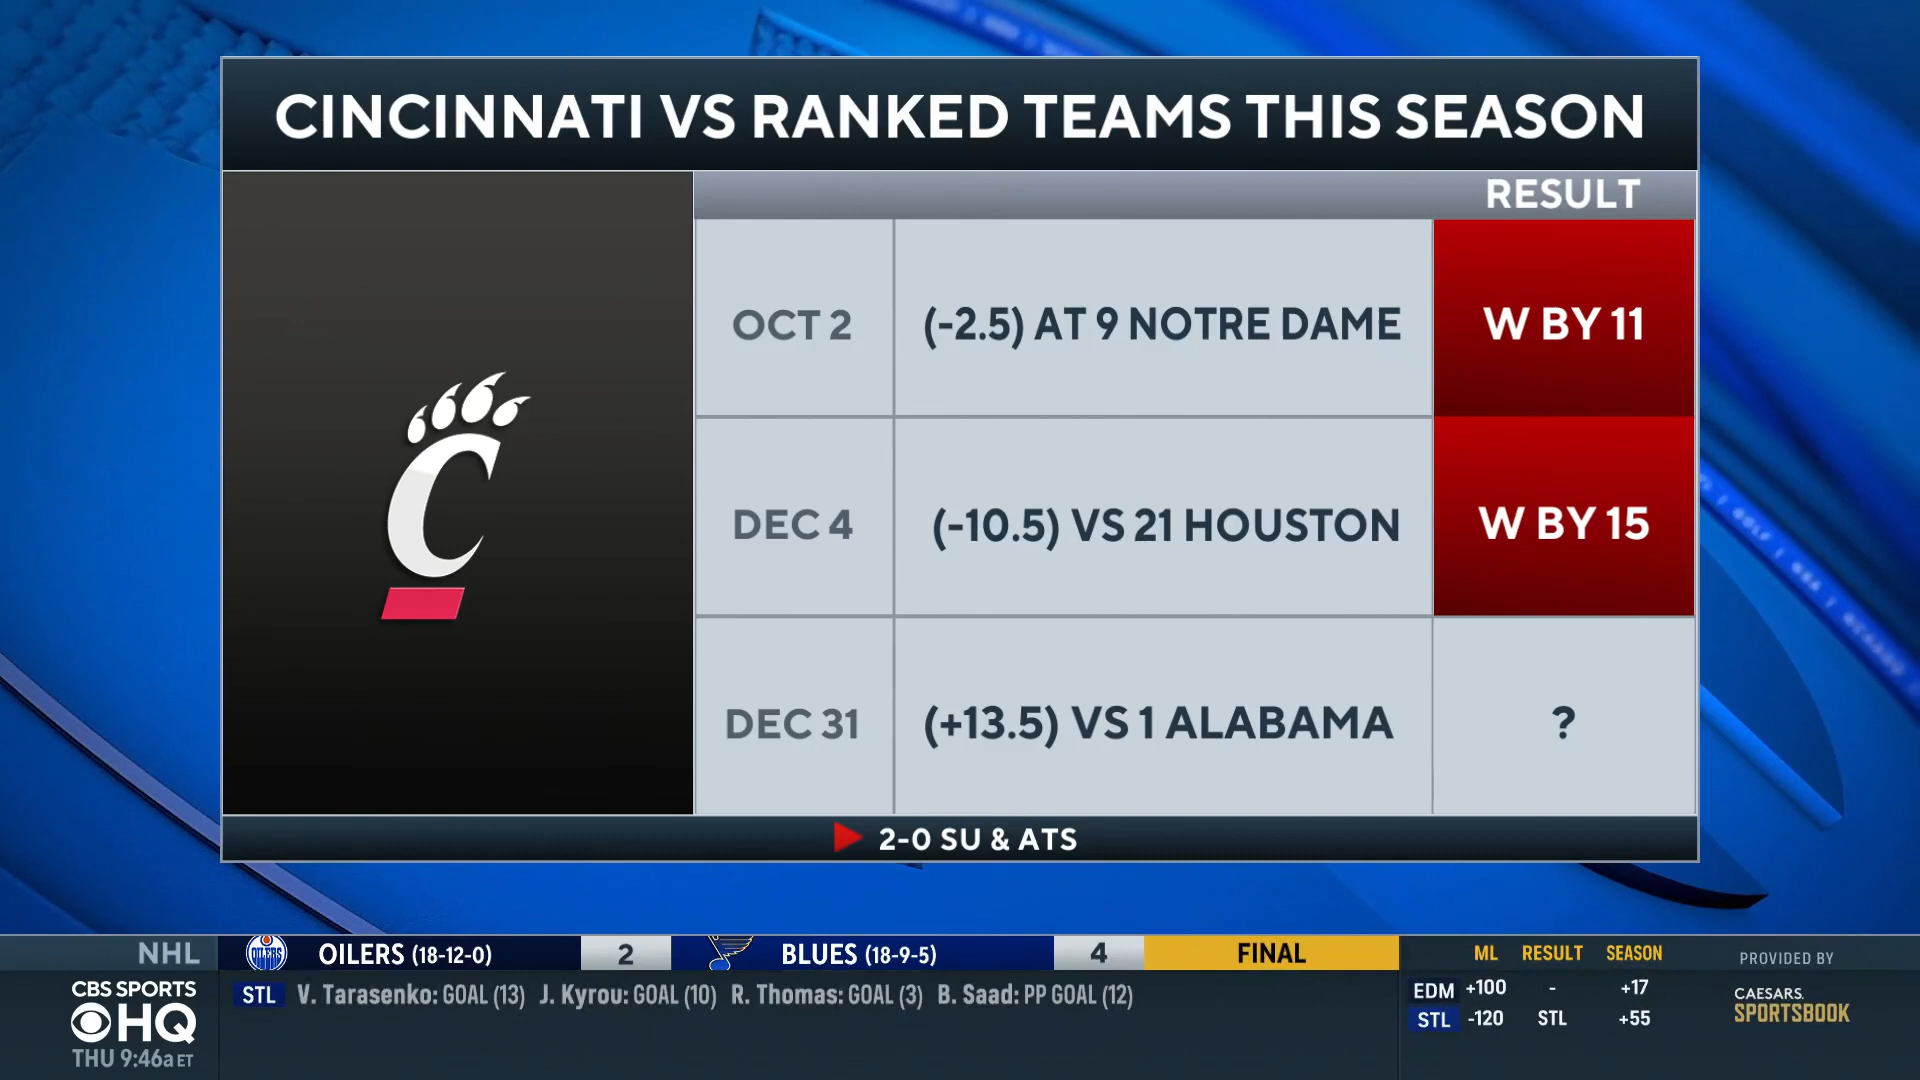 CINCINNATI VS RANKED TEAMS THIS SEASON
RESULT
OCT 2 (-2.5) AT 9 NOTRE DAME W BY 11
DEC 4 (-10.5) VS 21 HOUSTON W BY 15
DEC 31 (+13.5) VS 1 ALABAMA ?
2-0 SU & ATS
NHL OILERS OILERS (18-12-0) 2 BLUES (18-9-5) 4 FINAL
STL V. Tarasenko: GOAL (13) J. Kyrou: GOAL (10) R. Thomas: GOAL (3) B. Saad: PP GOAL (12)
CBS SPORTS
HQ
THU 9:46a ET
ML RESULT SEASON
EDM +100 - +17
STL -120 STL +55
PROVIDED BY
CAESARS
SPORTSBOOK